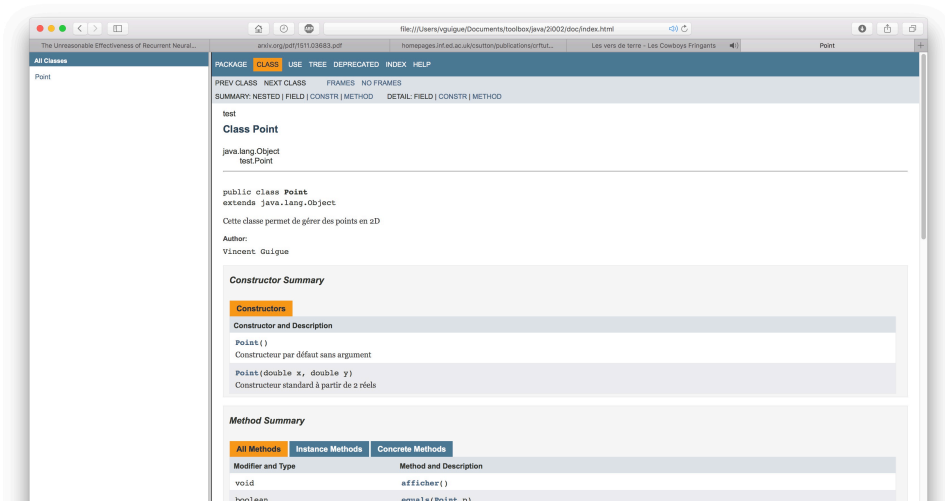 file:///Users/vguigue/Documents/toolbox/java/2i002/doc/index.html
The Unreasonable Effectiveness of Recurrent Neural...
arxiv.org/pdf/1511.03683.pdf
homepages.inf.ed.ac.uk/csutton/publications/crftut...
Les vers de terre - Les Cowboys Fringants
Point
All Classes
Point
PACKAGE CLASS USE TREE DEPRECATED INDEX HELP
PREV CLASS NEXT CLASS FRAMES NO FRAMES
SUMMARY: NESTED | FIELD | CONSTR | METHOD DETAIL: FIELD | CONSTR | METHOD
test
Class Point
java.lang.Object
test.Point
public class Point
extends java.lang.Object
Cette classe permet de gérer des points en 2D
Author:
Vincent Guigue
Constructor Summary
Constructors
Constructor and Description
Point()
Constructeur par défaut sans argument
Point(double x, double y)
Constructeur standard à partir de 2 réels
Method Summary
All Methods Instance Methods Concrete Methods
Modifier and Type Method and Description
void afficher()
boolean equals(Point p)